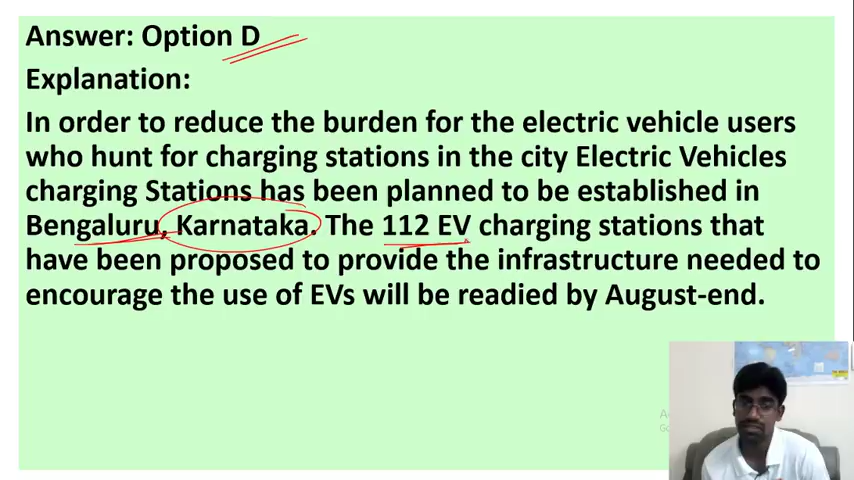 Answer: Option D
Explanation:
In order to reduce the burden for the electric vehicle users
who hunt for charging stations in the city Electric Vehicles
charging Stations has been planned to be established in
Bengaluru, Karnataka. The 112 EV charging stations that
have been proposed to provide the infrastructure needed to
encourage the use of EVs will be readied by August-end.